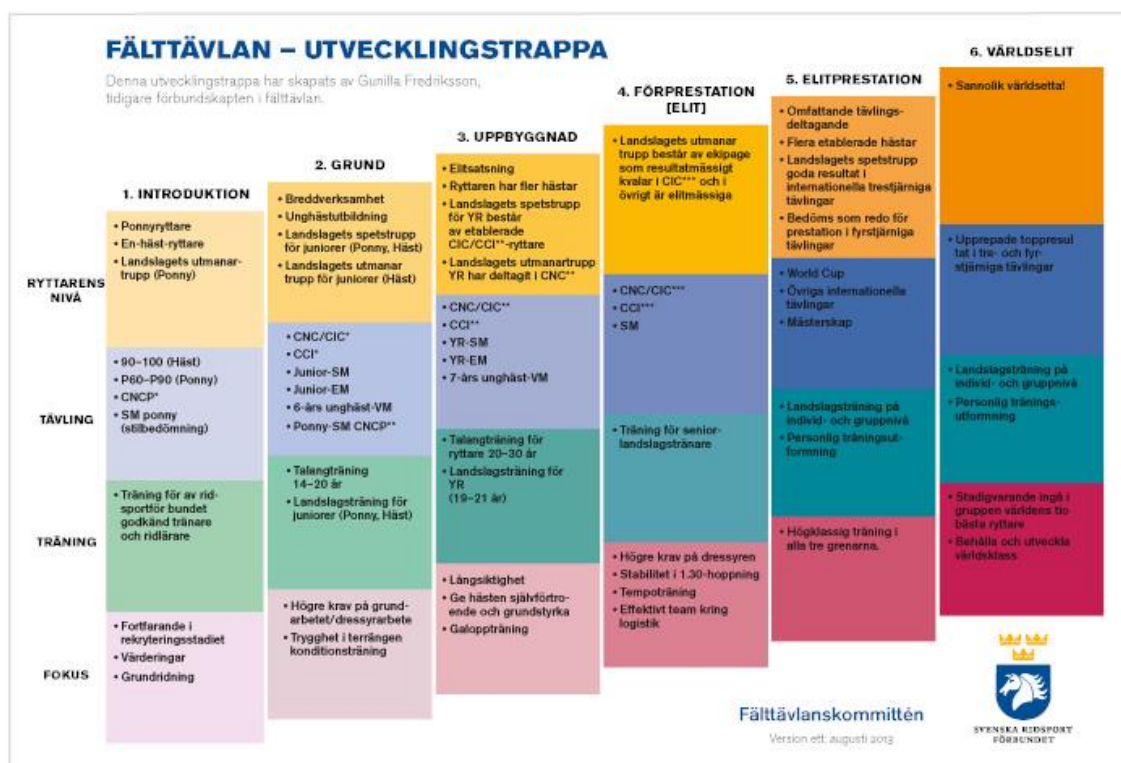 FÄLTTÄVLAN – UTVECKLINGSTRAPPA
Denna utvecklingstrappa har skapats av Gunilla Fredriksson,
tidigare förbundskapten i fälttävlan.
RYTTARENS
NIVÅ
TÄVLING
TRÄNING
FOKUS
1. INTRODUKTION
• Ponnyryttare
• En-häst-ryttare
• Landslagets utmanar-
trupp (Ponny)
• 90–100 (Häst)
• P60–P90 (Ponny)
• CNCP*
• SM ponny
(stilbedömning)
• Träning för av rid-
sportför bundet
godkänd tränare
och ridlärare
• Fortfarande i
rekryteringsstadiet
• Värderingar
• Grundridning
2. GRUND
• Breddverksamhet
• Unghästutbildning
• Landslagets spetstrupp
för juniorer (Ponny, Häst)
• Landslagets utmanar
trupp för juniorer (Häst)
• CNC/CIC*
• CCI*
• Junior-SM
• Junior-EM
• 6-års unghäst-VM
• Ponny-SM CNCP**
• Talangträning
14–20 år
• Landslagsträning för
juniorer (Ponny, Häst)
• Högre krav på grund-
arbetet/dressyrarbete
• Trygghet i terrängen
konditionsträning
3. UPPBYGGNAD
• Elitsatsning
• Ryttaren har fler hästar
• Landslagets spetstrupp
för YR består
av etablerade
CIC/CCI**-ryttare
• Landslagets utmanartrupp
YR har deltagit i CNC**
• CNC/CIC**
• CCI**
• YR-SM
• YR-EM
• 7-års unghäst-VM
• Talangträning för
ryttare 20–30 år
• Landslagsträning för
YR
(19–21 år)
• Långsiktighet
• Ge hästen självförtro-
ende och grundstyrka
• Galoppträning
4. FÖRPRESTATION
[ELIT]
• Landslagets utmanar
trupp består av ekipage
som resultatmässigt
kvalar i CIC*** och i
övrigt är elitmässiga
• CNC/CIC***
• CCI***
• SM
• Träning för senior-
landslagstränare
• Högre krav på dressyren
• Stabilitet i 1.30-hoppning
• Tempoträning
• Effektivt team kring
logistik
5. ELITPRESTATION
• Omfattande tävlings-
deltagande
• Flera etablerade hästar
• Landslagets spetstrupp
goda resultat i
internationella trestjärniga
tävlingar
• Bedöms som redo för
prestation i fyrstjärniga
tävlingar
• World Cup
• Övriga internationella
tävlingar
• Mästerskap
• Landslagsträning på
individ- och gruppnivå
• Personlig träningsut-
formning
• Högklassig träning i
alla tre grenarna.
6. VÄRLDSELIT
• Sannolik världsetta!
• Upprepade toppresul
tat i tre- och fyr-
stjärniga tävlingar
• Landslagsträning på
individ- och gruppnivå
• Personlig tränings-
utformning
• Stadigvarande ingå i
gruppen världens tio
bästa ryttare
• Behålla och utveckla
världsklass
Fälttävlanskommittén
Version ett: augusti 2013
SVENSKA RIDSPORT
FÖRBUNDET